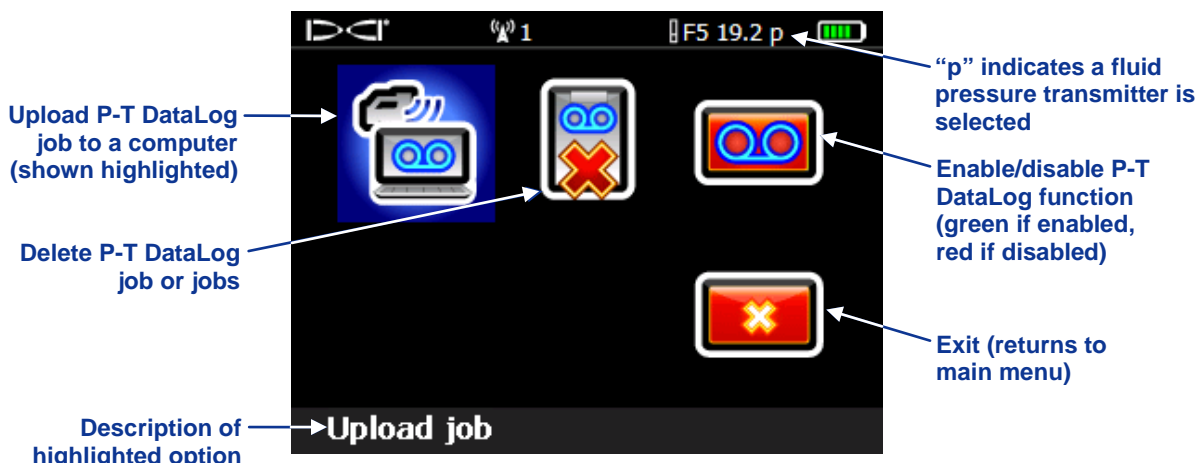 DCI
1
F5 19.2 p
"p" indicates a fluid
pressure transmitter is
selected
Upload P-T DataLog
job to a computer
(shown highlighted)
Enable/disable P-T
DataLog function
(green if enabled,
red if disabled)
Delete P-T DataLog
job or jobs
Exit (returns to
main menu)
Description of
highlighted option
Upload job